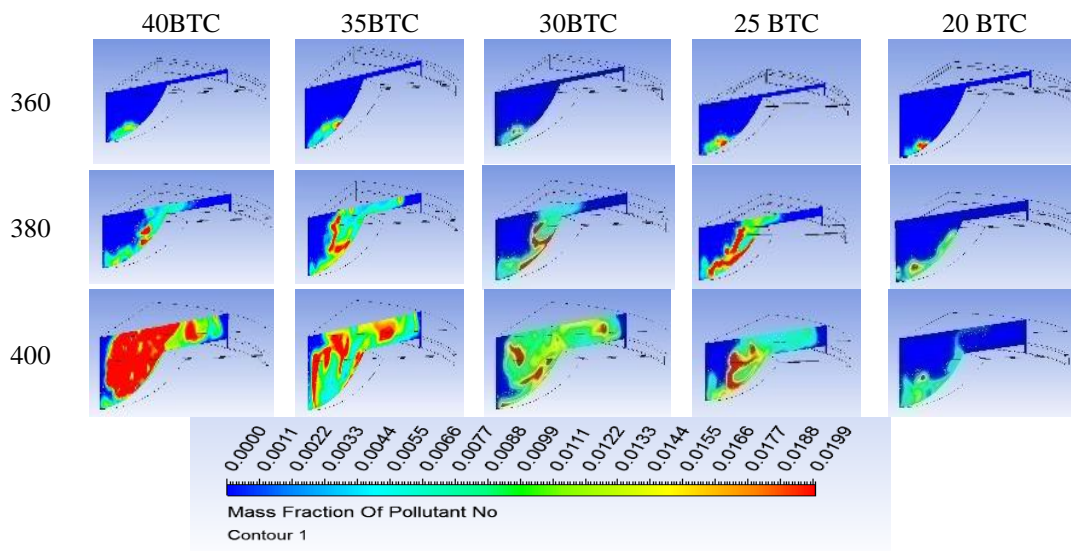 40BTC 35BTC 30BTC 25 BTC 20 BTC
360
380
400
0.0000 0.0011 0.0022 0.0033 0.0044 0.0055 0.0066 0.0077 0.0088 0.0099 0.0111 0.0122 0.0133 0.0144 0.0155 0.0166 0.0177 0.0188 0.0199
Mass Fraction Of Pollutant No
Contour 1